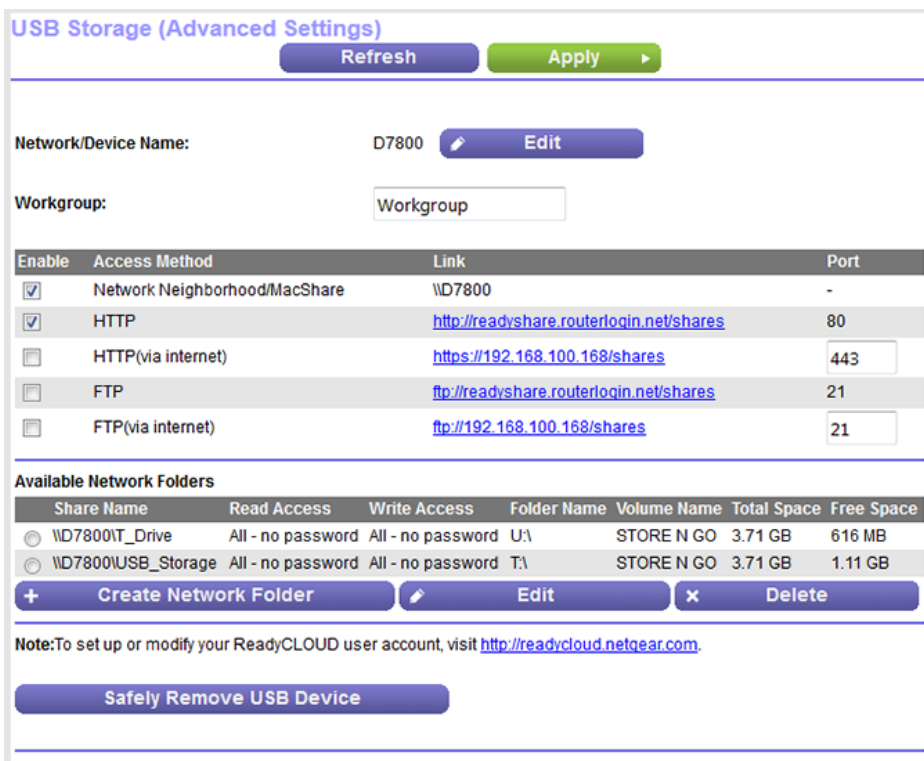 USB Storage (Advanced Settings)
Refresh Apply
Network/Device Name: D7800 Edit
Workgroup: Workgroup
Enable Access Method Link Port
Network Neighborhood/MacShare \\D7800 -
HTTP http://readyshare.routerlogin.net/shares 80
HTTP(via internet) https://192.168.100.168/shares 443
FTP ftp://readyshare.routerlogin.net/shares 21
FTP(via internet) ftp://192.168.100.168/shares 21
Available Network Folders
Share Name Read Access Write Access Folder Name Volume Name Total Space Free Space
\\D7800\T_Drive All - no password All - no password U:\ STORE N GO 3.71 GB 616 MB
\\D7800\USB_Storage All - no password All - no password T:\ STORE N GO 3.71 GB 1.11 GB
Create Network Folder Edit Delete
Note:To set up or modify your ReadyCLOUD user account, visit http://readycloud.netgear.com.
Safely Remove USB Device